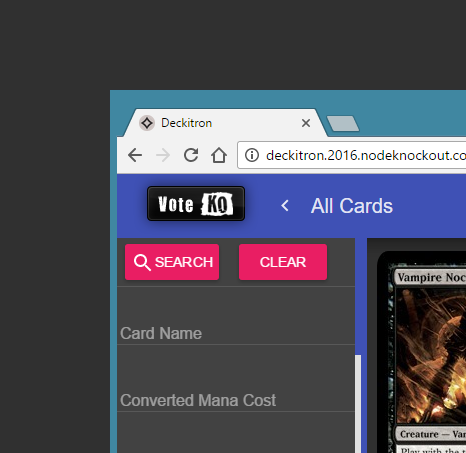 Deckitron
deckitron.2016.nodeknockout.co
Vote KO
All Cards
SEARCH
CLEAR
Vampire Noc
Card Name
Converted Mana Cost
Creature — Vam
Play with the t